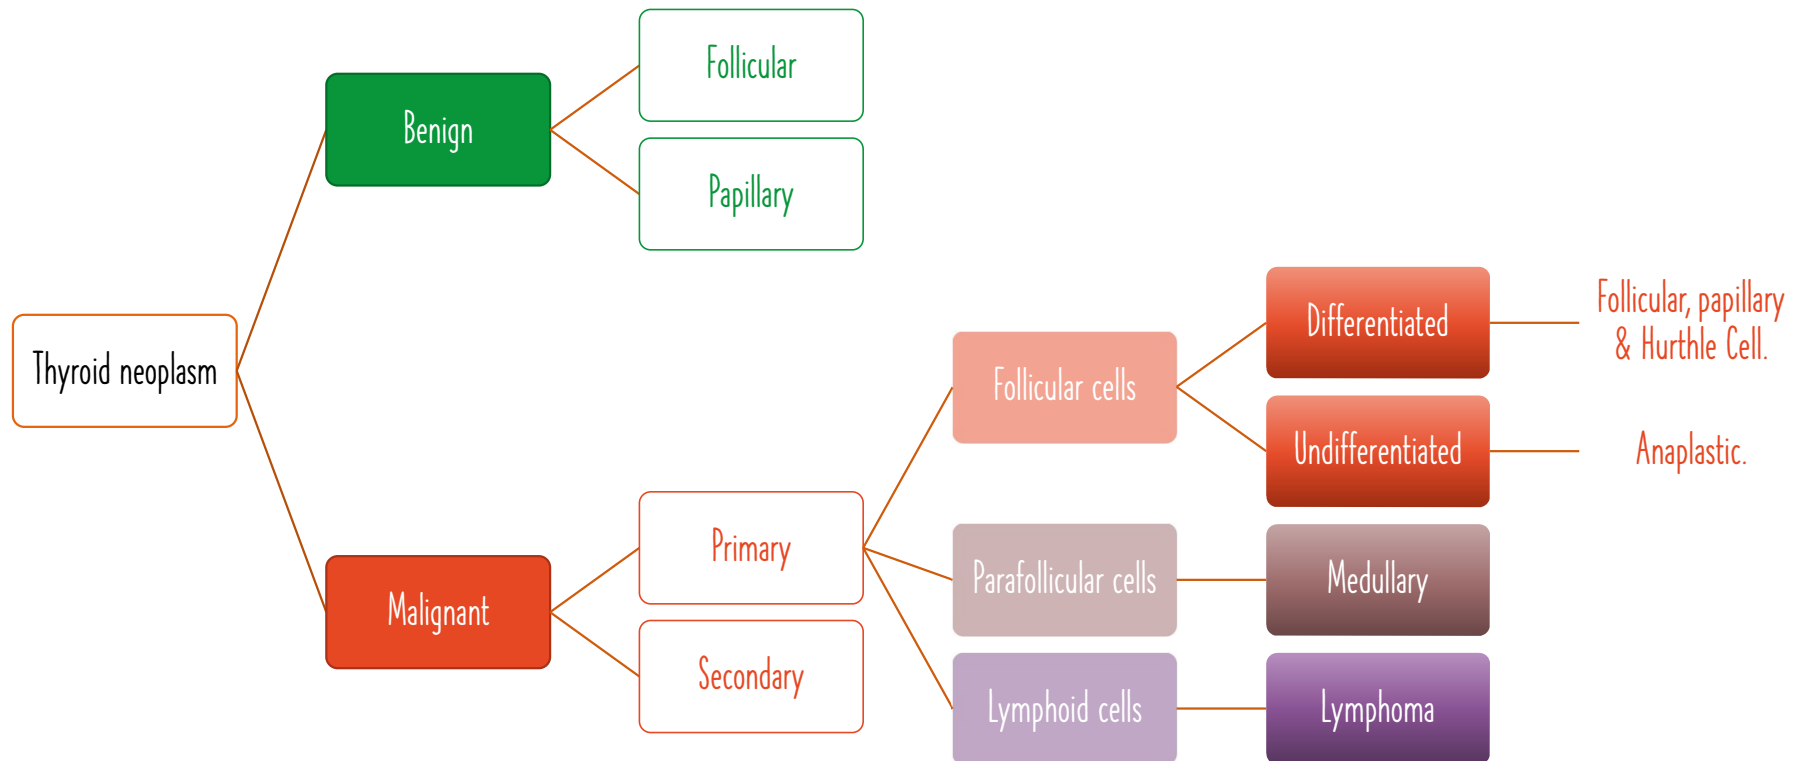 Thyroid neoplasm
Benign
Follicular
Papillary
Malignant
Primary
Follicular cells
Differentiated
Follicular, papillary
& Hurthle Cell.
Undifferentiated
Anaplastic.
Parafollicular cells
Medullary
Lymphoid cells
Lymphoma
Secondary